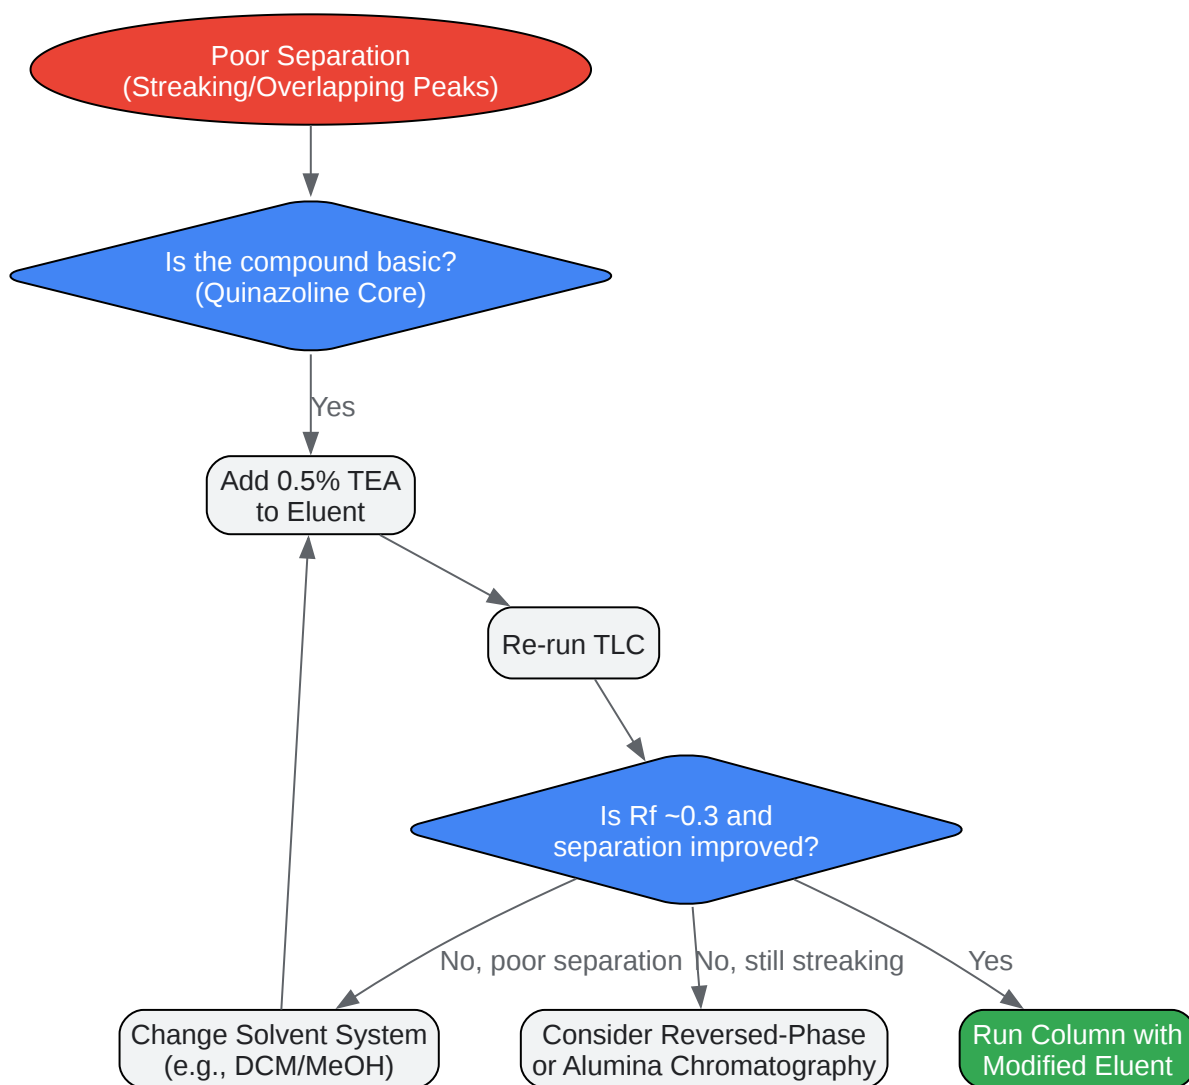 Poor Separation
(Streaking/Overlapping Peaks)
Is the compound basic?
(Quinazoline Core)
Yes
Add 0.5% TEA
to Eluent
Re-run TLC
Is Rf ~0.3 and
separation improved?
No, poor separation
No, still streaking
Yes
Change Solvent System
(e.g., DCM/MeOH)
Consider Reversed-Phase
or Alumina Chromatography
Run Column with
Modified Eluent